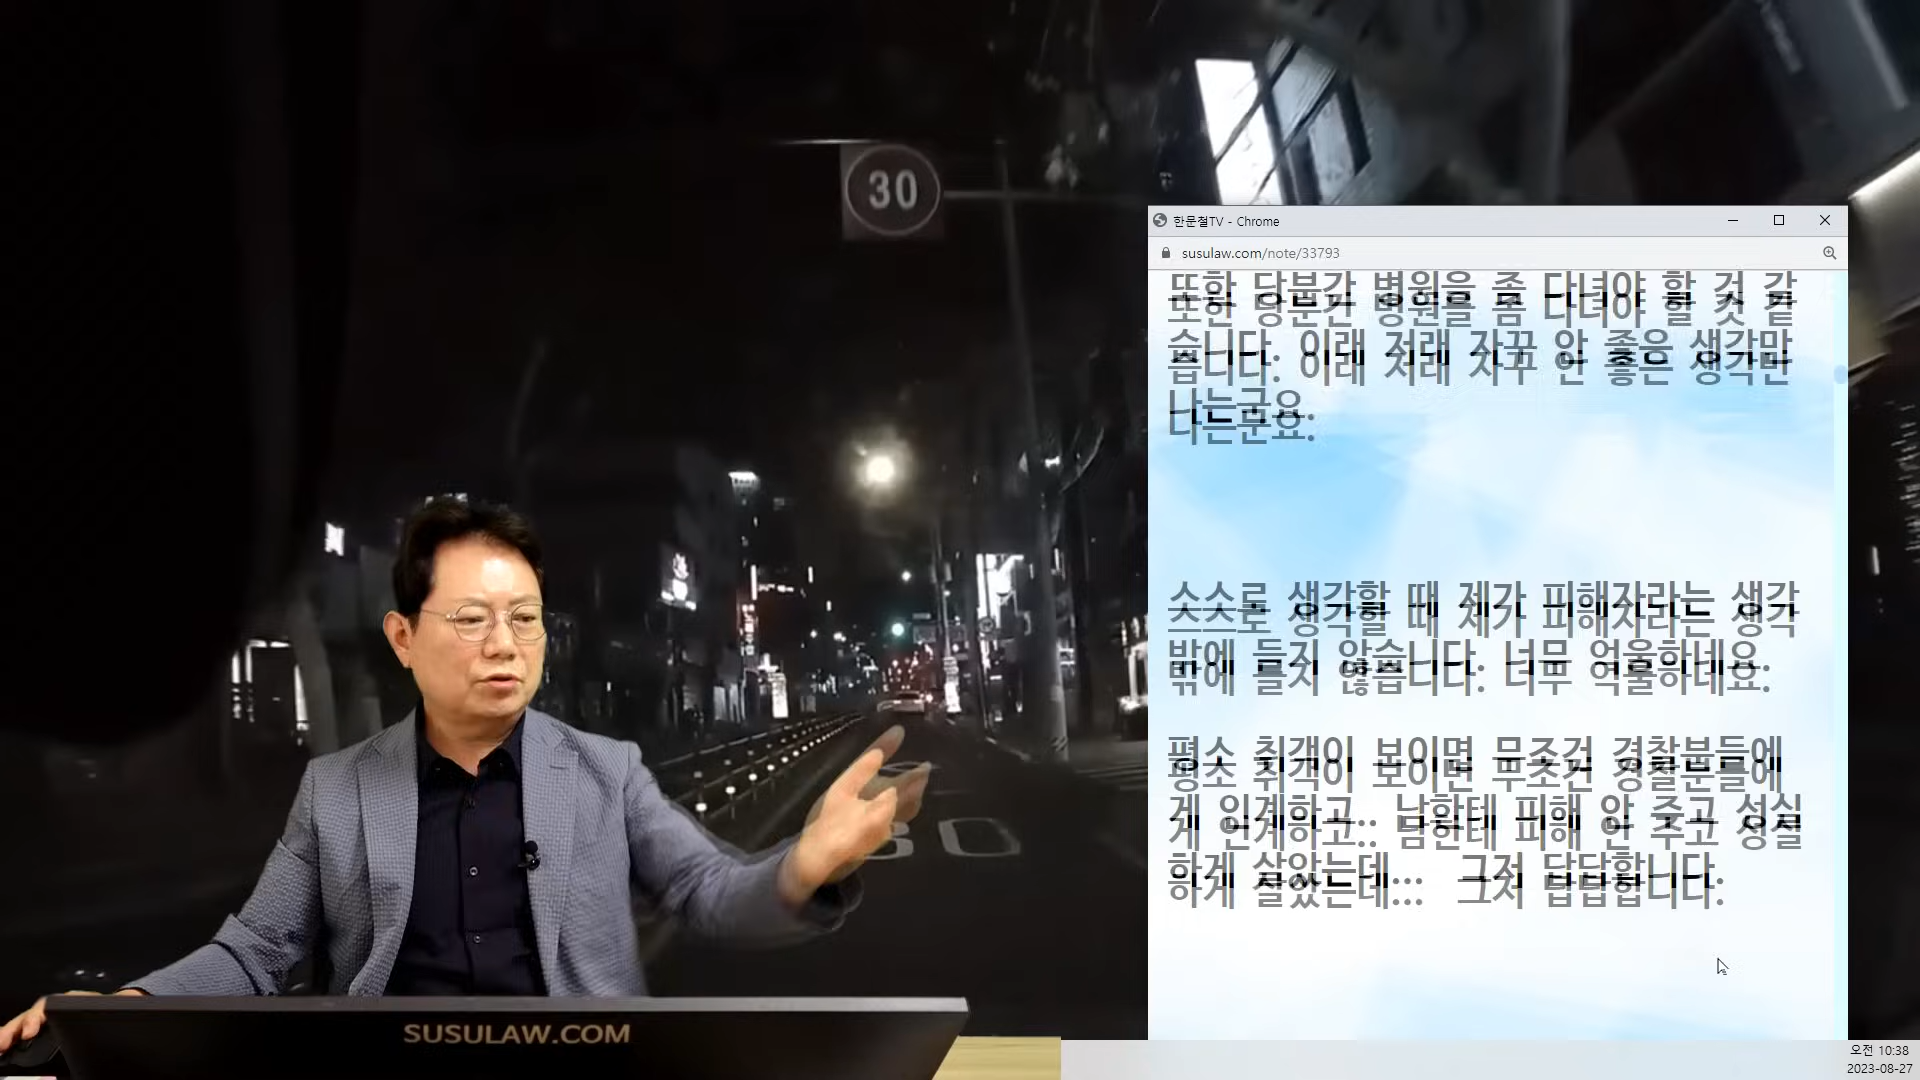 30
한문철TV - Chrome
susulaw.com/note/33793
또한 당분간 병원을 좀 다녀야 할 것 같
습니다. 이래 저래 자꾸 안 좋은 생각만
나는군요.
스스로 생각할 때 제가 피해자라는 생각
밖에 들지 않습니다. 너무 억울하네요.
평소 취객이 보이면 무조건 경찰분들에
게 인계하고.. 남한테 피해 안 주고 성실
하게 살았는데... 그저 답답합니다.
30
SUSULAW.COM
오전 10:38
2023-08-27